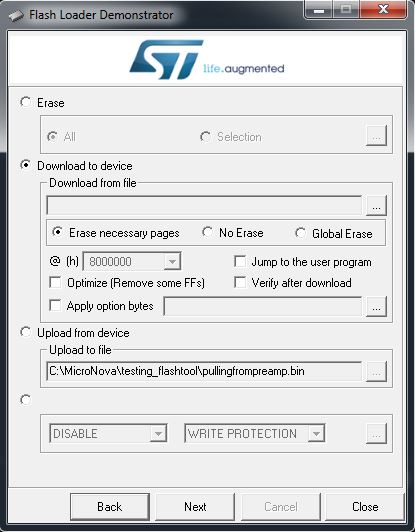 Flash Loader Demonstrator
ST
life.augmented
Erase
All Selection ...
Download to device
Download from file
...
Erase necessary pages No Erase Global Erase
@ (h) 8000000 Jump to the user program
Optimize (Remove some FFs) Verify after download
Apply option bytes ...
Upload from device
Upload to file
C:\MicroNova\testing_flashtool\pullingfrompreamp.bin ...
DISABLE WRITE PROTECTION ...
Back Next Cancel Close